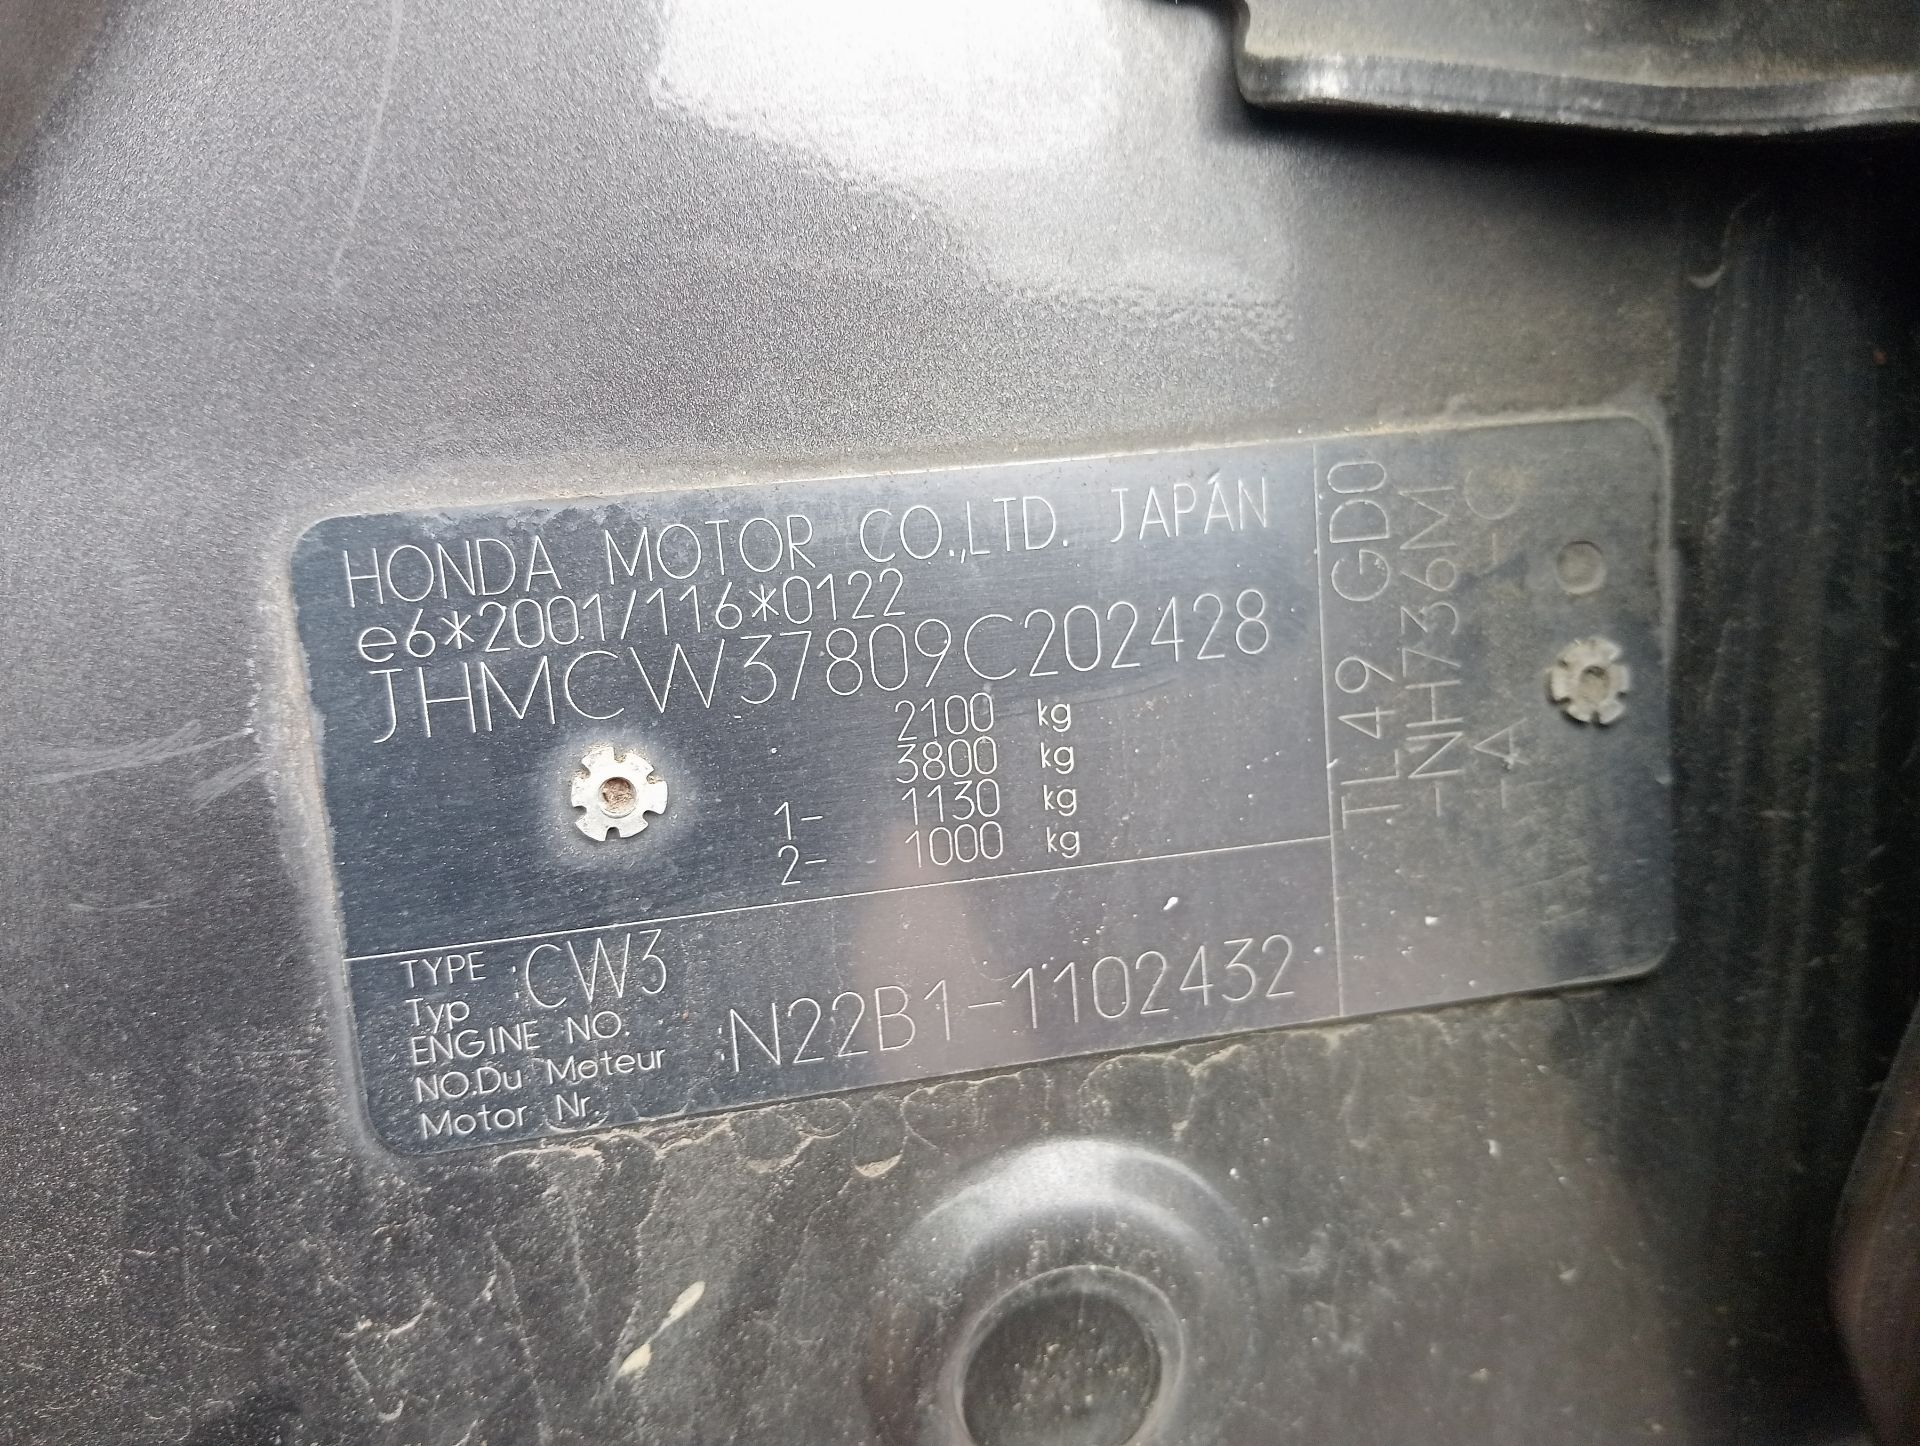 HONDA MOTOR CO.,LTD. JAPÁN
e6*2001/116*0122
JHMCW37809C202428
2100 kg
3800 kg
1- 1130 kg
2- 1000 kg
TYPE
Typ : CW3
ENGINE NO.
NO.Du Moteur
Motor Nr.
N22B1-1102432
TL49 GD0
-NH736M
-A -C